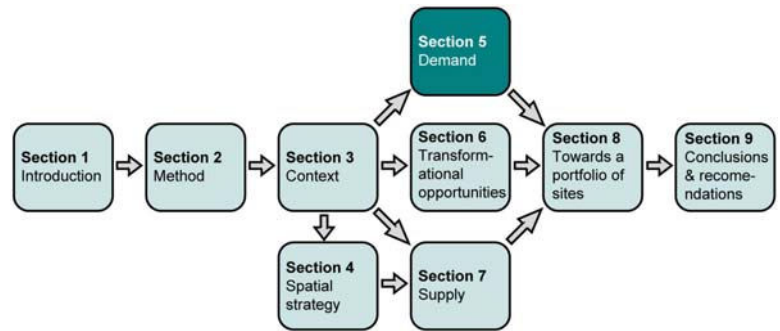 Section 1
Introduction
Section 2
Method
Section 3
Context
Section 4
Spatial
strategy
Section 5
Demand
Section 6
Transform-
ational
opportunities
Section 7
Supply
Section 8
Towards a
portfolio of
sites
Section 9
Conclusions
& recome-
ndations